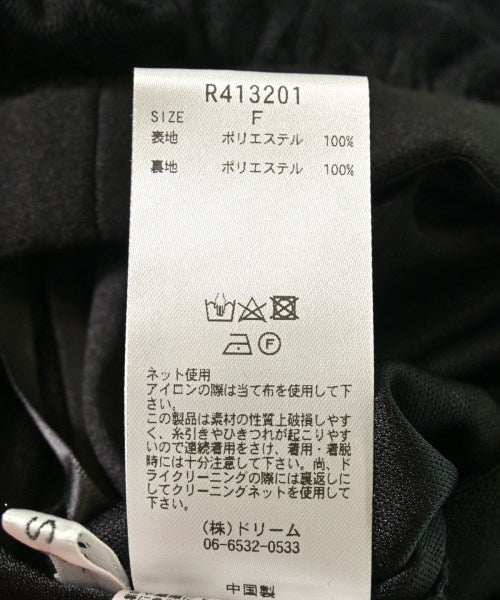 R413201
SIZE F
表地 ポリエステル 100%
裏地 ポリエステル 100%
F
ネット使用
アイロンの際は当て布を使用して下
さい。
この製品は素材の性質上破損しやす
く、糸引きやひきつれが起こりやす
いので連続着用をさけ、着用・着脱
時には十分注意して下さい。尚、ド
ライクリーニングの際には裏返しに
してクリーニングネットを使用して
下さい。
(株)ドリーム
06-6532-0533
中国製
S